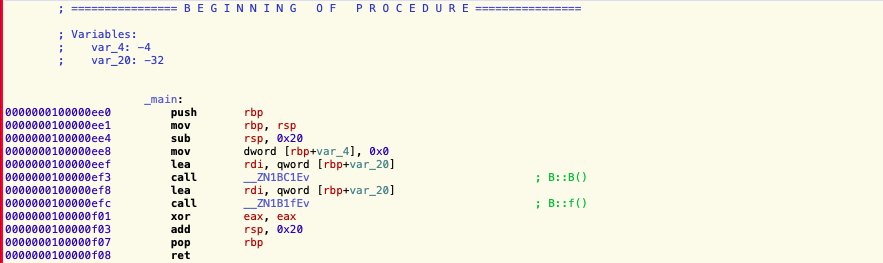 ; ================ B E G I N N I N G   O F   P R O C E D U R E ================
; Variables:
;    var_4: -4
;    var_20: -32
_main:
0000000100000ee0 push rbp
0000000100000ee1 mov rbp, rsp
0000000100000ee4 sub rsp, 0x20
0000000100000ee8 mov dword [rbp+var_4], 0x0
0000000100000eef lea rdi, qword [rbp+var_20]
0000000100000ef3 call __ZN1BC1Ev ; B::B()
0000000100000ef8 lea rdi, qword [rbp+var_20]
0000000100000efc call __ZN1B1fEv ; B::f()
0000000100000f01 xor eax, eax
0000000100000f03 add rsp, 0x20
0000000100000f07 pop rbp
0000000100000f08 ret